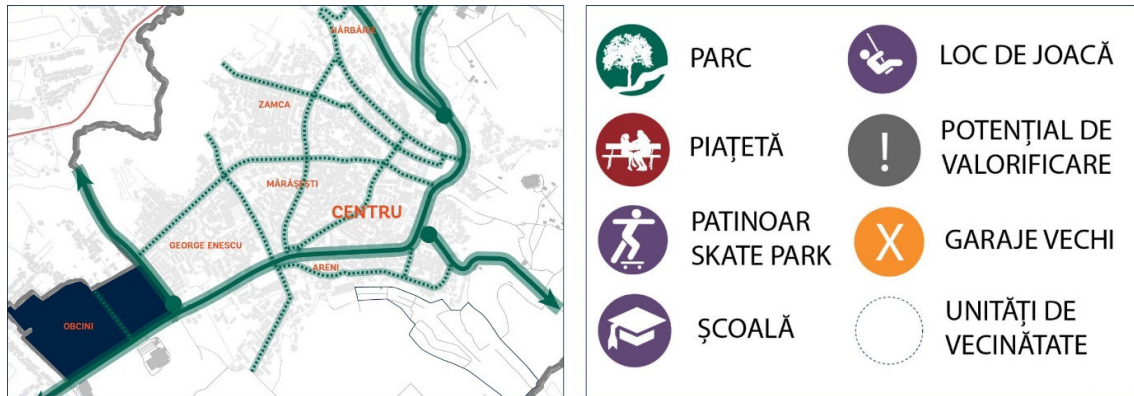 HĂRBĂRIE
ZAMCA
MĂRĂȘEȘTI
CENTRU
GEORGE ENESCU
ARENI
OBCINI
PARC
LOC DE JOACĂ
PIAȚETĂ
POTENȚIAL DE
VALORIFICARE
!
PATINOAR
SKATE PARK
X
GARAJE VECHI
ȘCOALĂ
UNITĂȚI DE
VECINĂTATE